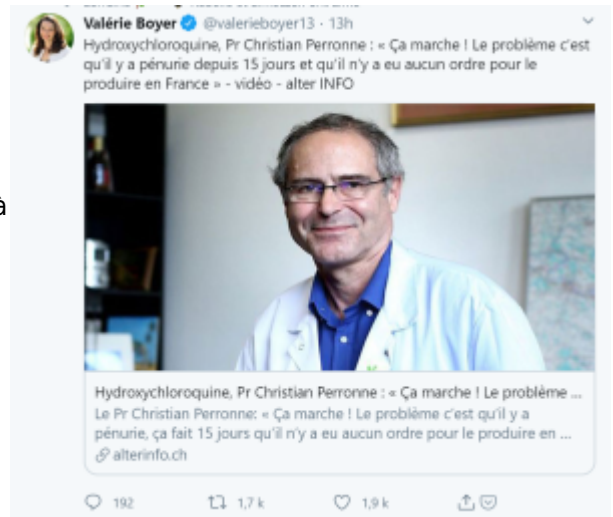 Valérie Boyer @valerieboyer13 · 13h
Hydroxychloroquine, Pr Christian Perronne : « Ça marche ! Le problème c'est
qu'il y a pénurie depuis 15 jours et qu'il n'y a eu aucun ordre pour le
produire en France » - vidéo - alter INFO
à
Hydroxychloroquine, Pr Christian Perronne : « Ça marche ! Le problème ...
Le Pr Christian Perronne: « Ça marche ! Le problème c'est qu'il y a
pénurie, ça fait 15 jours qu'il n'y a eu aucun ordre pour le produire en ...
alterinfo.ch
192 1,7 k 1,9 k